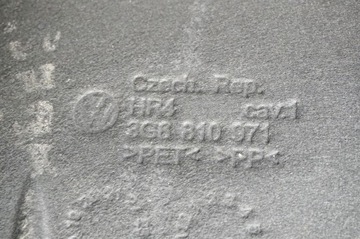 Czech. Rep.
HR4 cav.1
3G8 810 971
>PET< >PP<